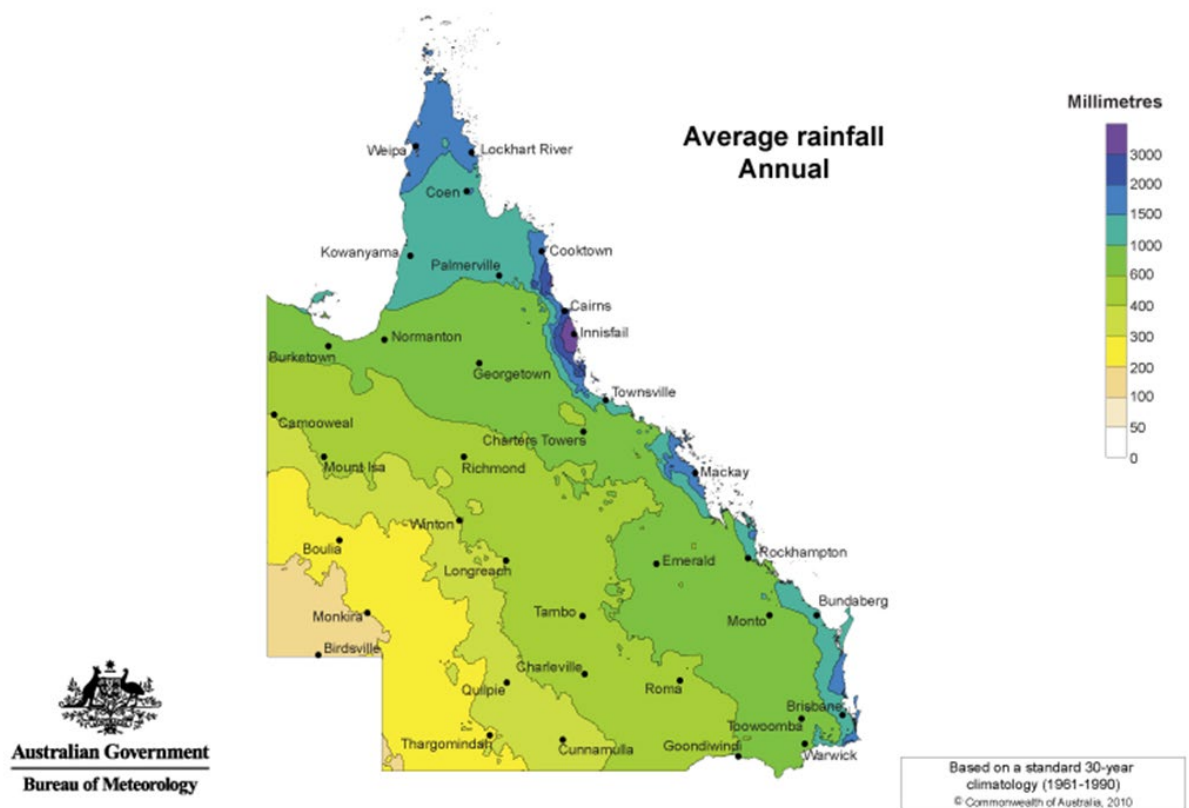 Average rainfall
Annual
Millimetres
3000
2000
1500
1000
600
400
300
200
100
50
0
Weipa
Lockhart River
Coen
Kowanyama
Cooktown
Palmerville
Cairns
Innisfail
Normanton
Burketown
Georgetown
Townsville
Camooweal
Charters Towers
Mount Isa
Richmond
Mackay
Winton
Boulia
Rockhampton
Emerald
Longreach
Bundaberg
Monkira
Tambo
Monto
Birdsville
Charleville
Quilpie
Roma
Brisbane
Toowoomba
Thargomindah
Cunnamulla
Goondiwindi
Warwick
Australian Government
Bureau of Meteorology
Based on a standard 30-year
climatology (1961-1990)
© Commonwealth of Australia, 2010